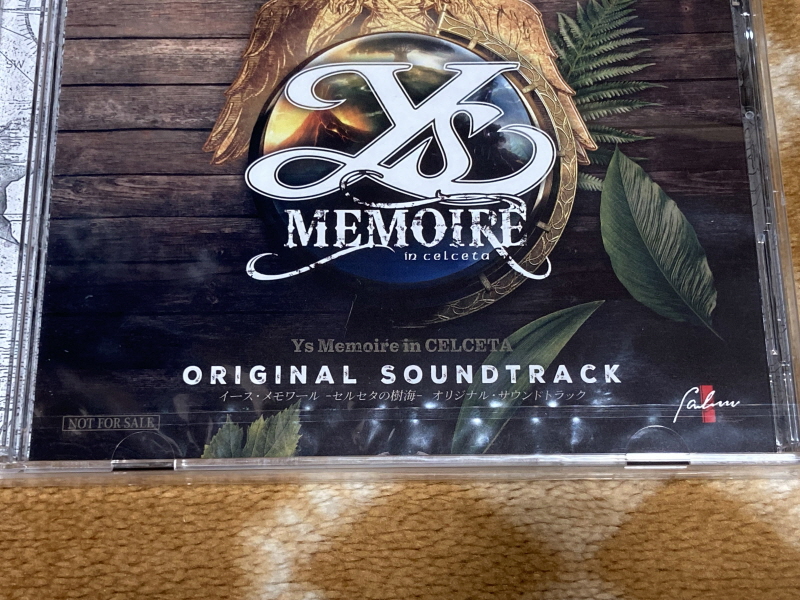 Ys
MEMOIRE
in celceta
Ys Memoire in CELCETA
ORIGINAL SOUNDTRACK
イース・メモワール -セルセタの樹海- オリジナル・サウンドトラック
NOT FOR SALE
falcom
SW